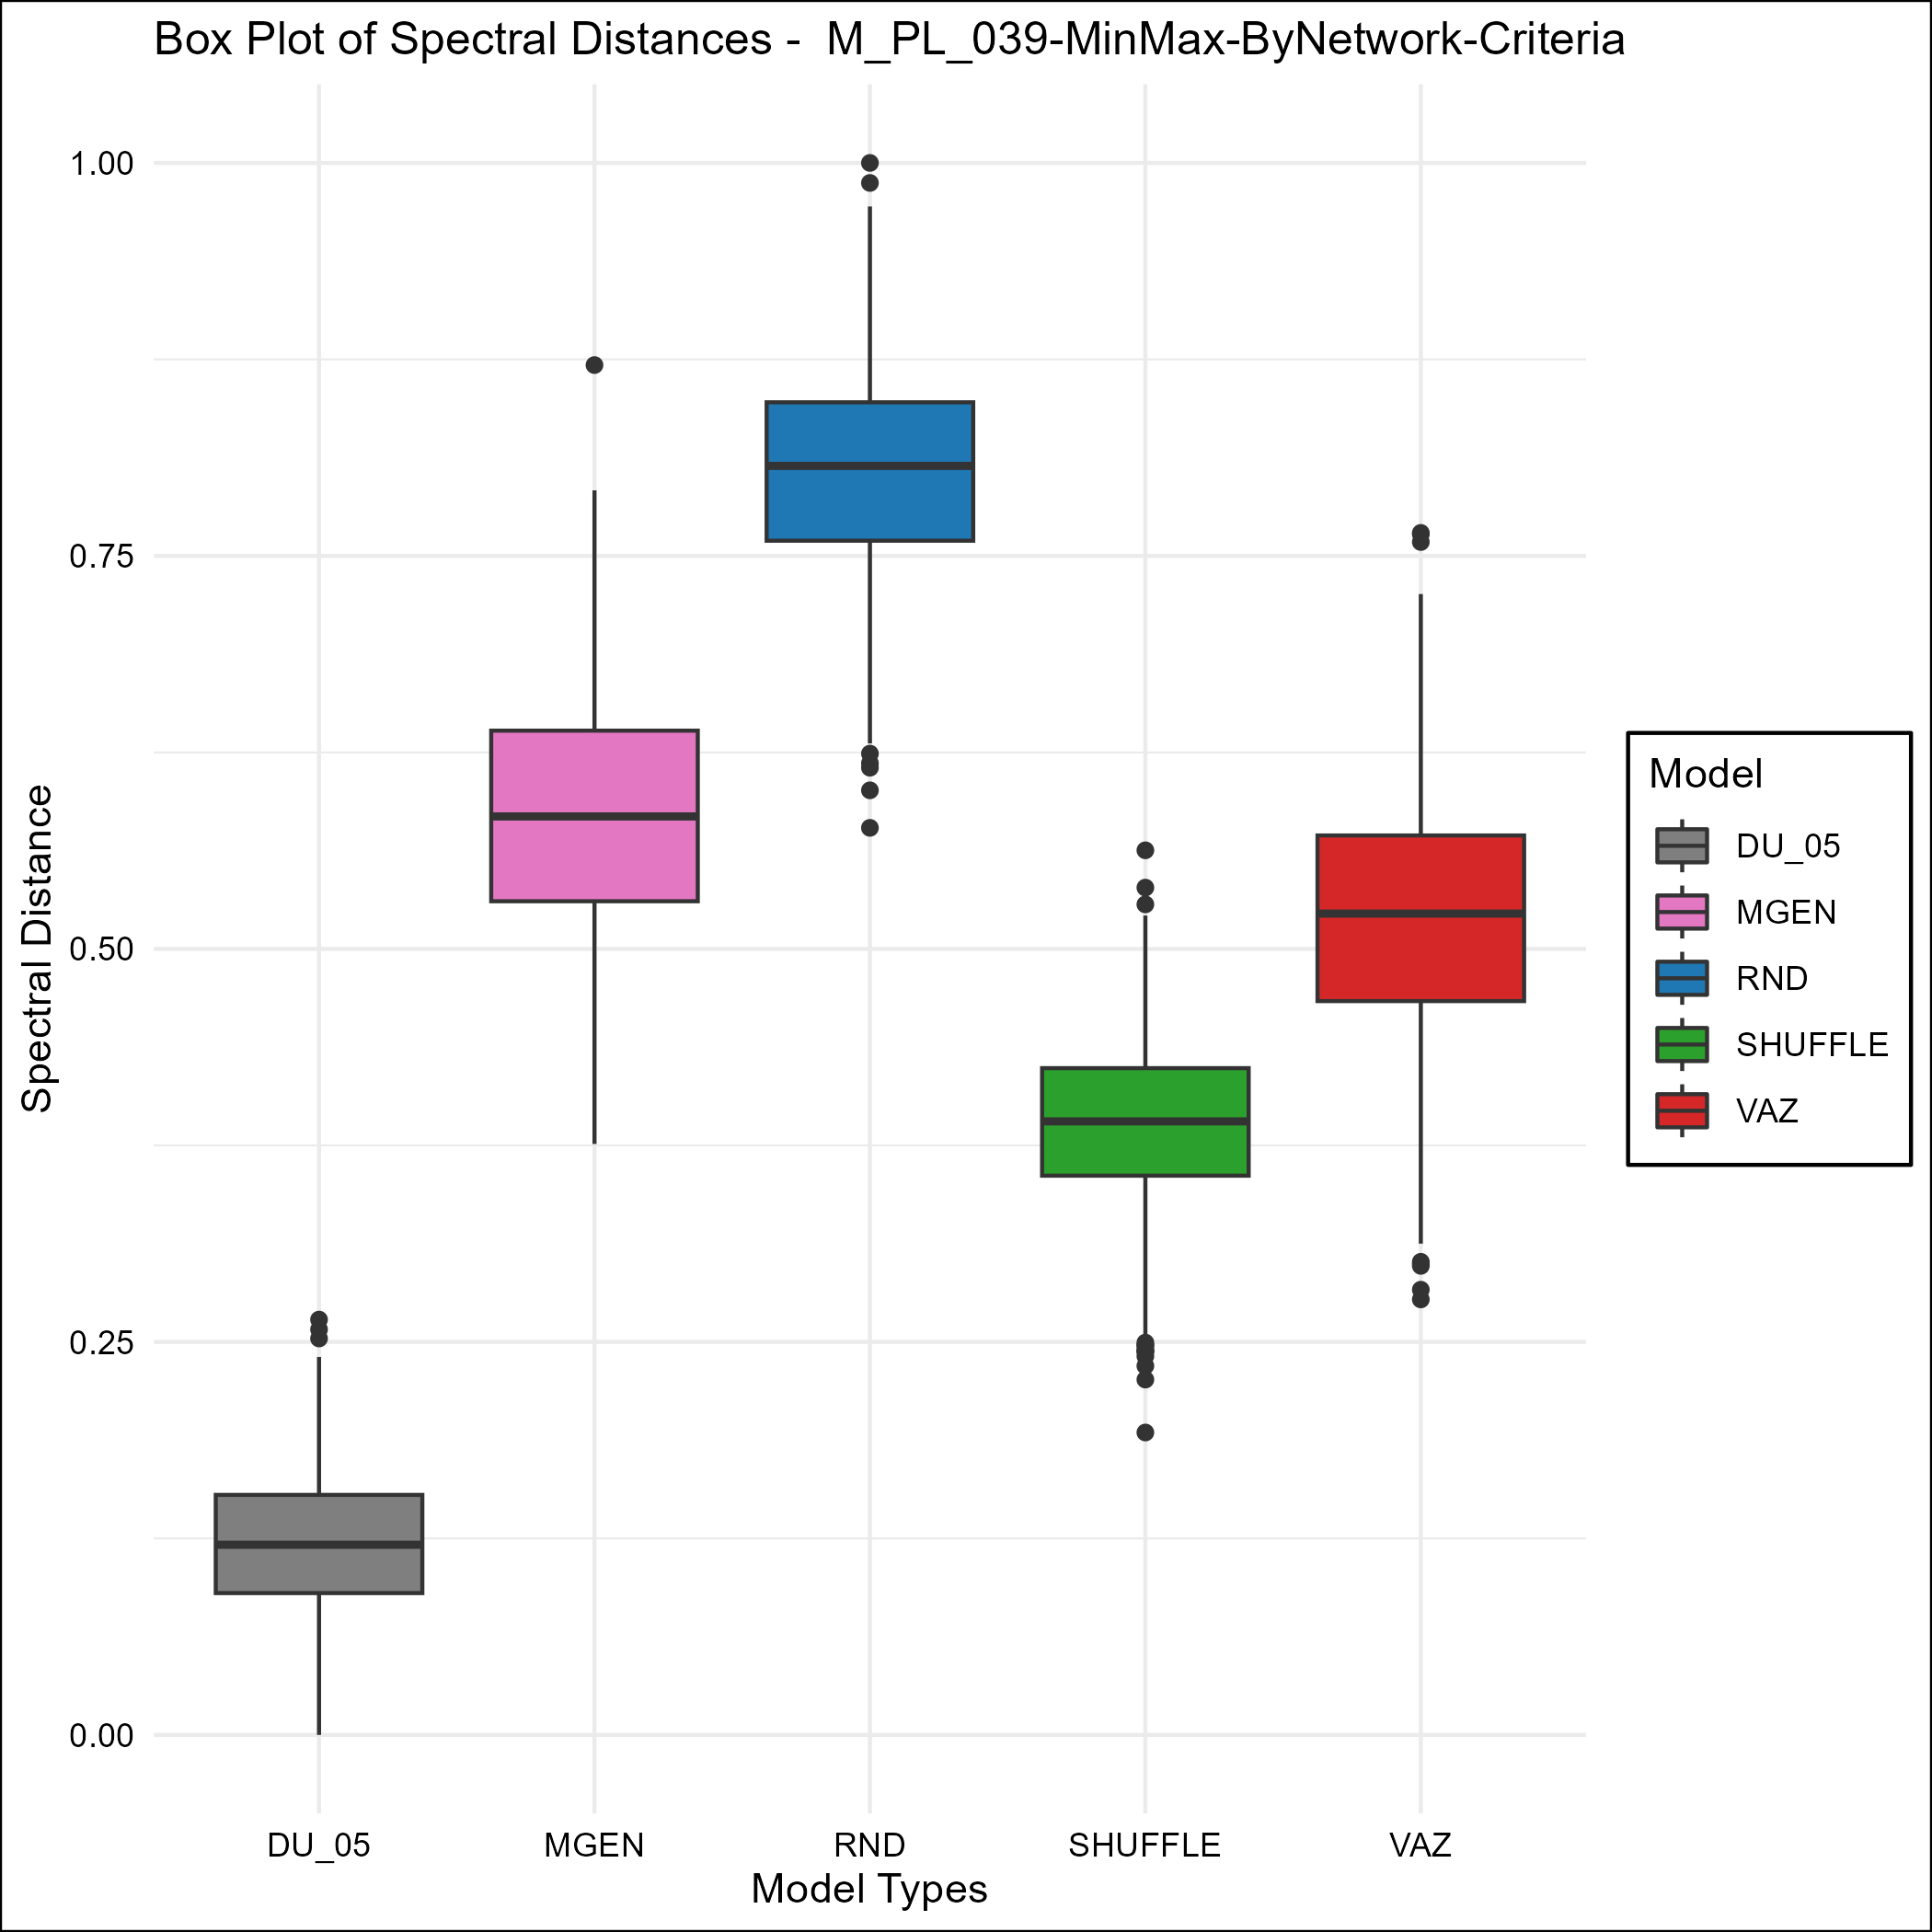 Box Plot of Spectral Distances -  M_PL_039-MinMax-ByNetwork-Criteria
1.00
0.75
0.50
0.25
0.00
Spectral Distance
DU_05
MGEN
RND
SHUFFLE
VAZ
Model Types
Model
DU_05
MGEN
RND
SHUFFLE
VAZ